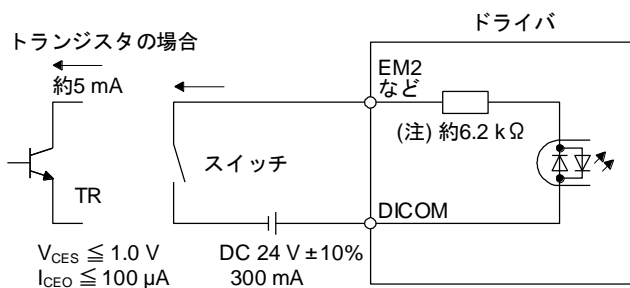 ドライバ
トランジスタの場合
約5 mA
EM2
など
(注) 約6.2 kΩ
スイッチ
TR
DICOM
VCES ≦ 1.0 V
ICEO ≦ 100 µA
DC 24 V ±10%
300 mA